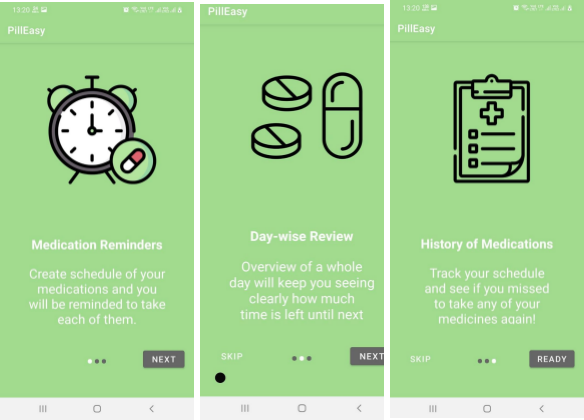 13:20
PillEasy
Medication Reminders
Create schedule of your
medications and you
will be reminded to take
each of them.
NEXT
PillEasy
Day-wise Review
Overview of a whole
day will keep you seeing
clearly how much
time is left until next
SKIP
NEXT
13:20
PillEasy
History of Medications
Track your schedule
and see if you missed
to take any of your
medicines again!
SKIP
READY